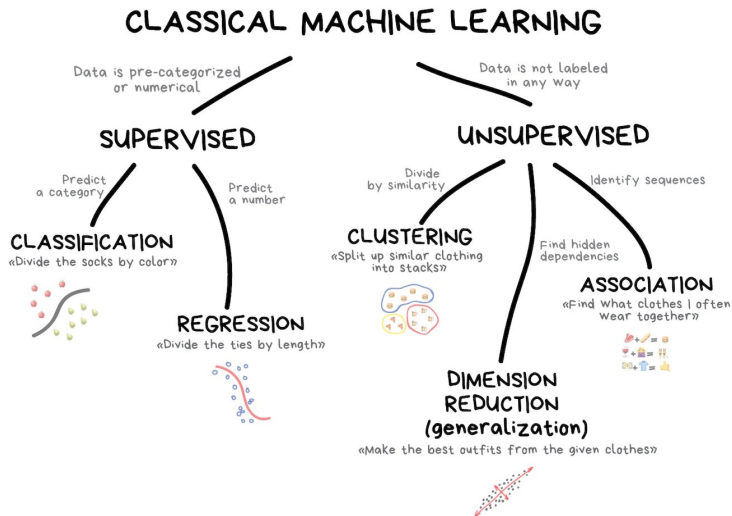 CLASSICAL MACHINE LEARNING
Data is pre-categorized
or numerical
Data is not labeled
in any way
SUPERVISED
UNSUPERVISED
Predict
a category
Predict
a number
Divide
by similarity
Identify sequences
CLASSIFICATION
«Divide the socks by color»
CLUSTERING
«Split up similar clothing
into stacks»
Find hidden
dependencies
ASSOCIATION
«Find what clothes I often
wear together»
REGRESSION
«Divide the ties by length»
DIMENSION
REDUCTION
(generalization)
«Make the best outfits from the given clothes»